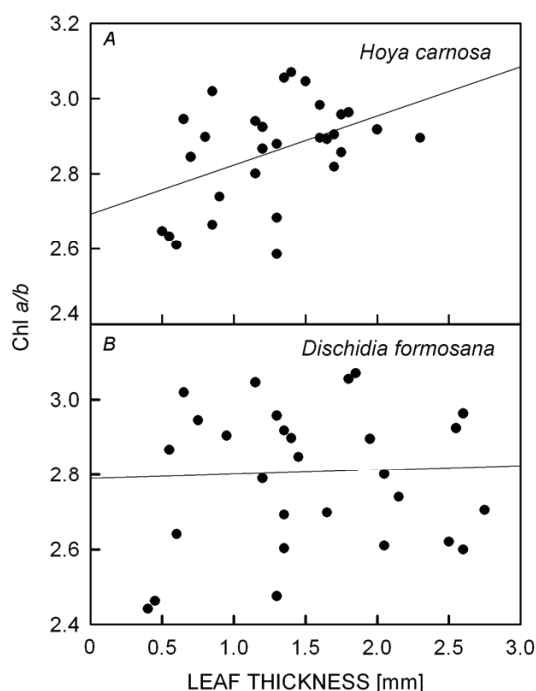 3.2
A
Hoya carnosa
3.0
2.8
2.6
2.4
Chl a/b
B
Dischidia formosana
3.0
2.8
2.6
2.4
0 0.5 1.0 1.5 2.0 2.5 3.0
LEAF THICKNESS [mm]